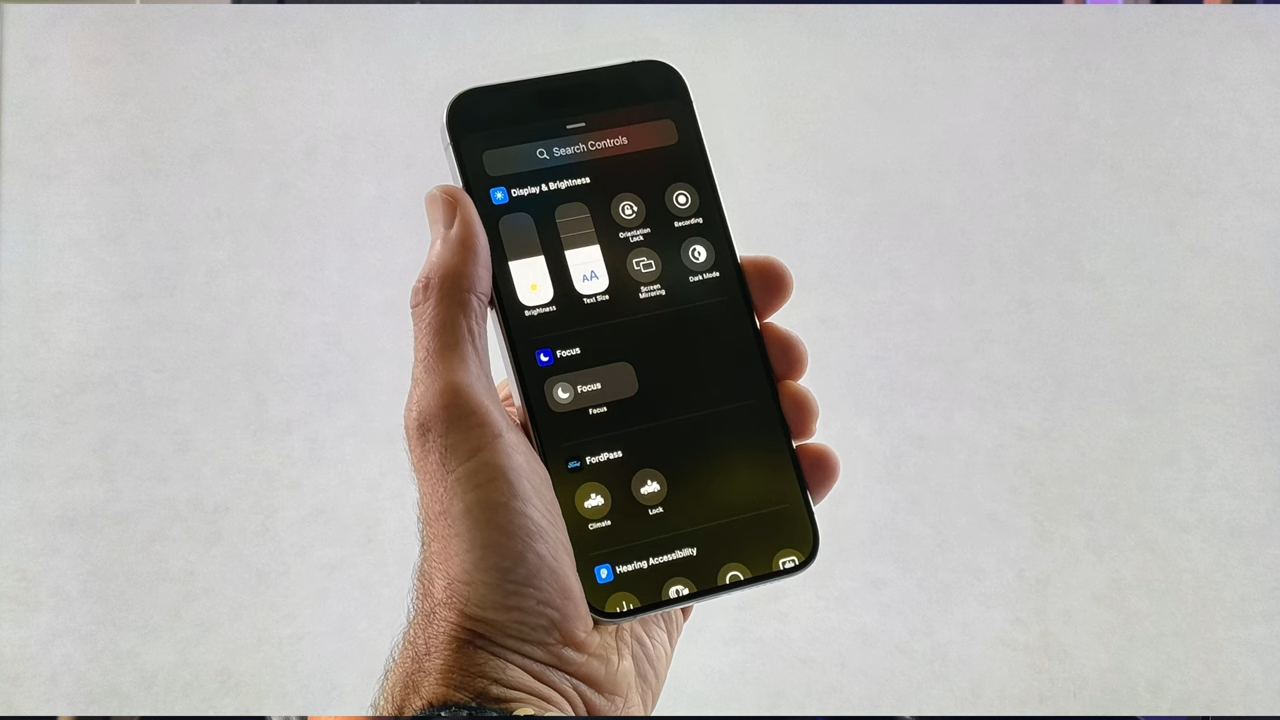 Search Controls
Display & Brightness
Orientation
Lock
Recording
AA
Brightness
Text Size
Screen
Mirroring
Dark Mode
Focus
Focus
Focus
Ford
FordPass
Climate
Lock
Hearing Accessibility